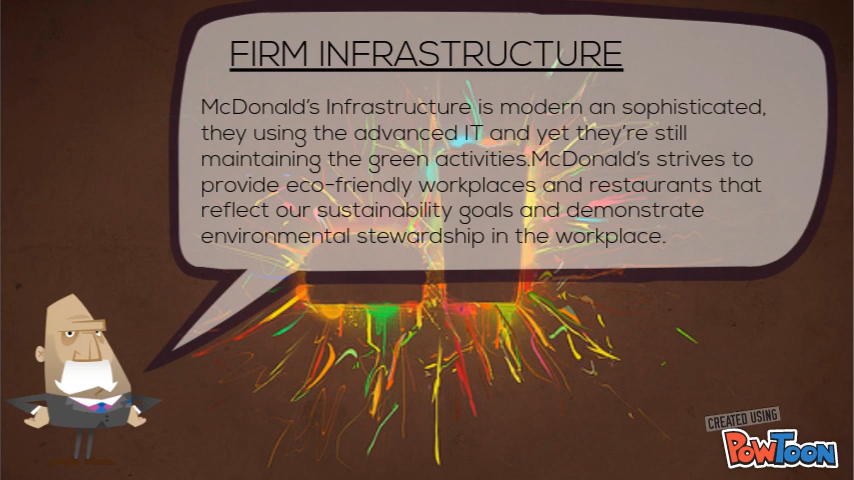 FIRM INFRASTRUCTURE
McDonald's Infrastructure is modern an sophisticated,
they using the advanced IT and yet they're still
maintaining the green activities.McDonald's strives to
provide eco-friendly workplaces and restaurants that
reflect our sustainability goals and demonstrate
environmental stewardship in the workplace.
CREATED USING
POWTOON